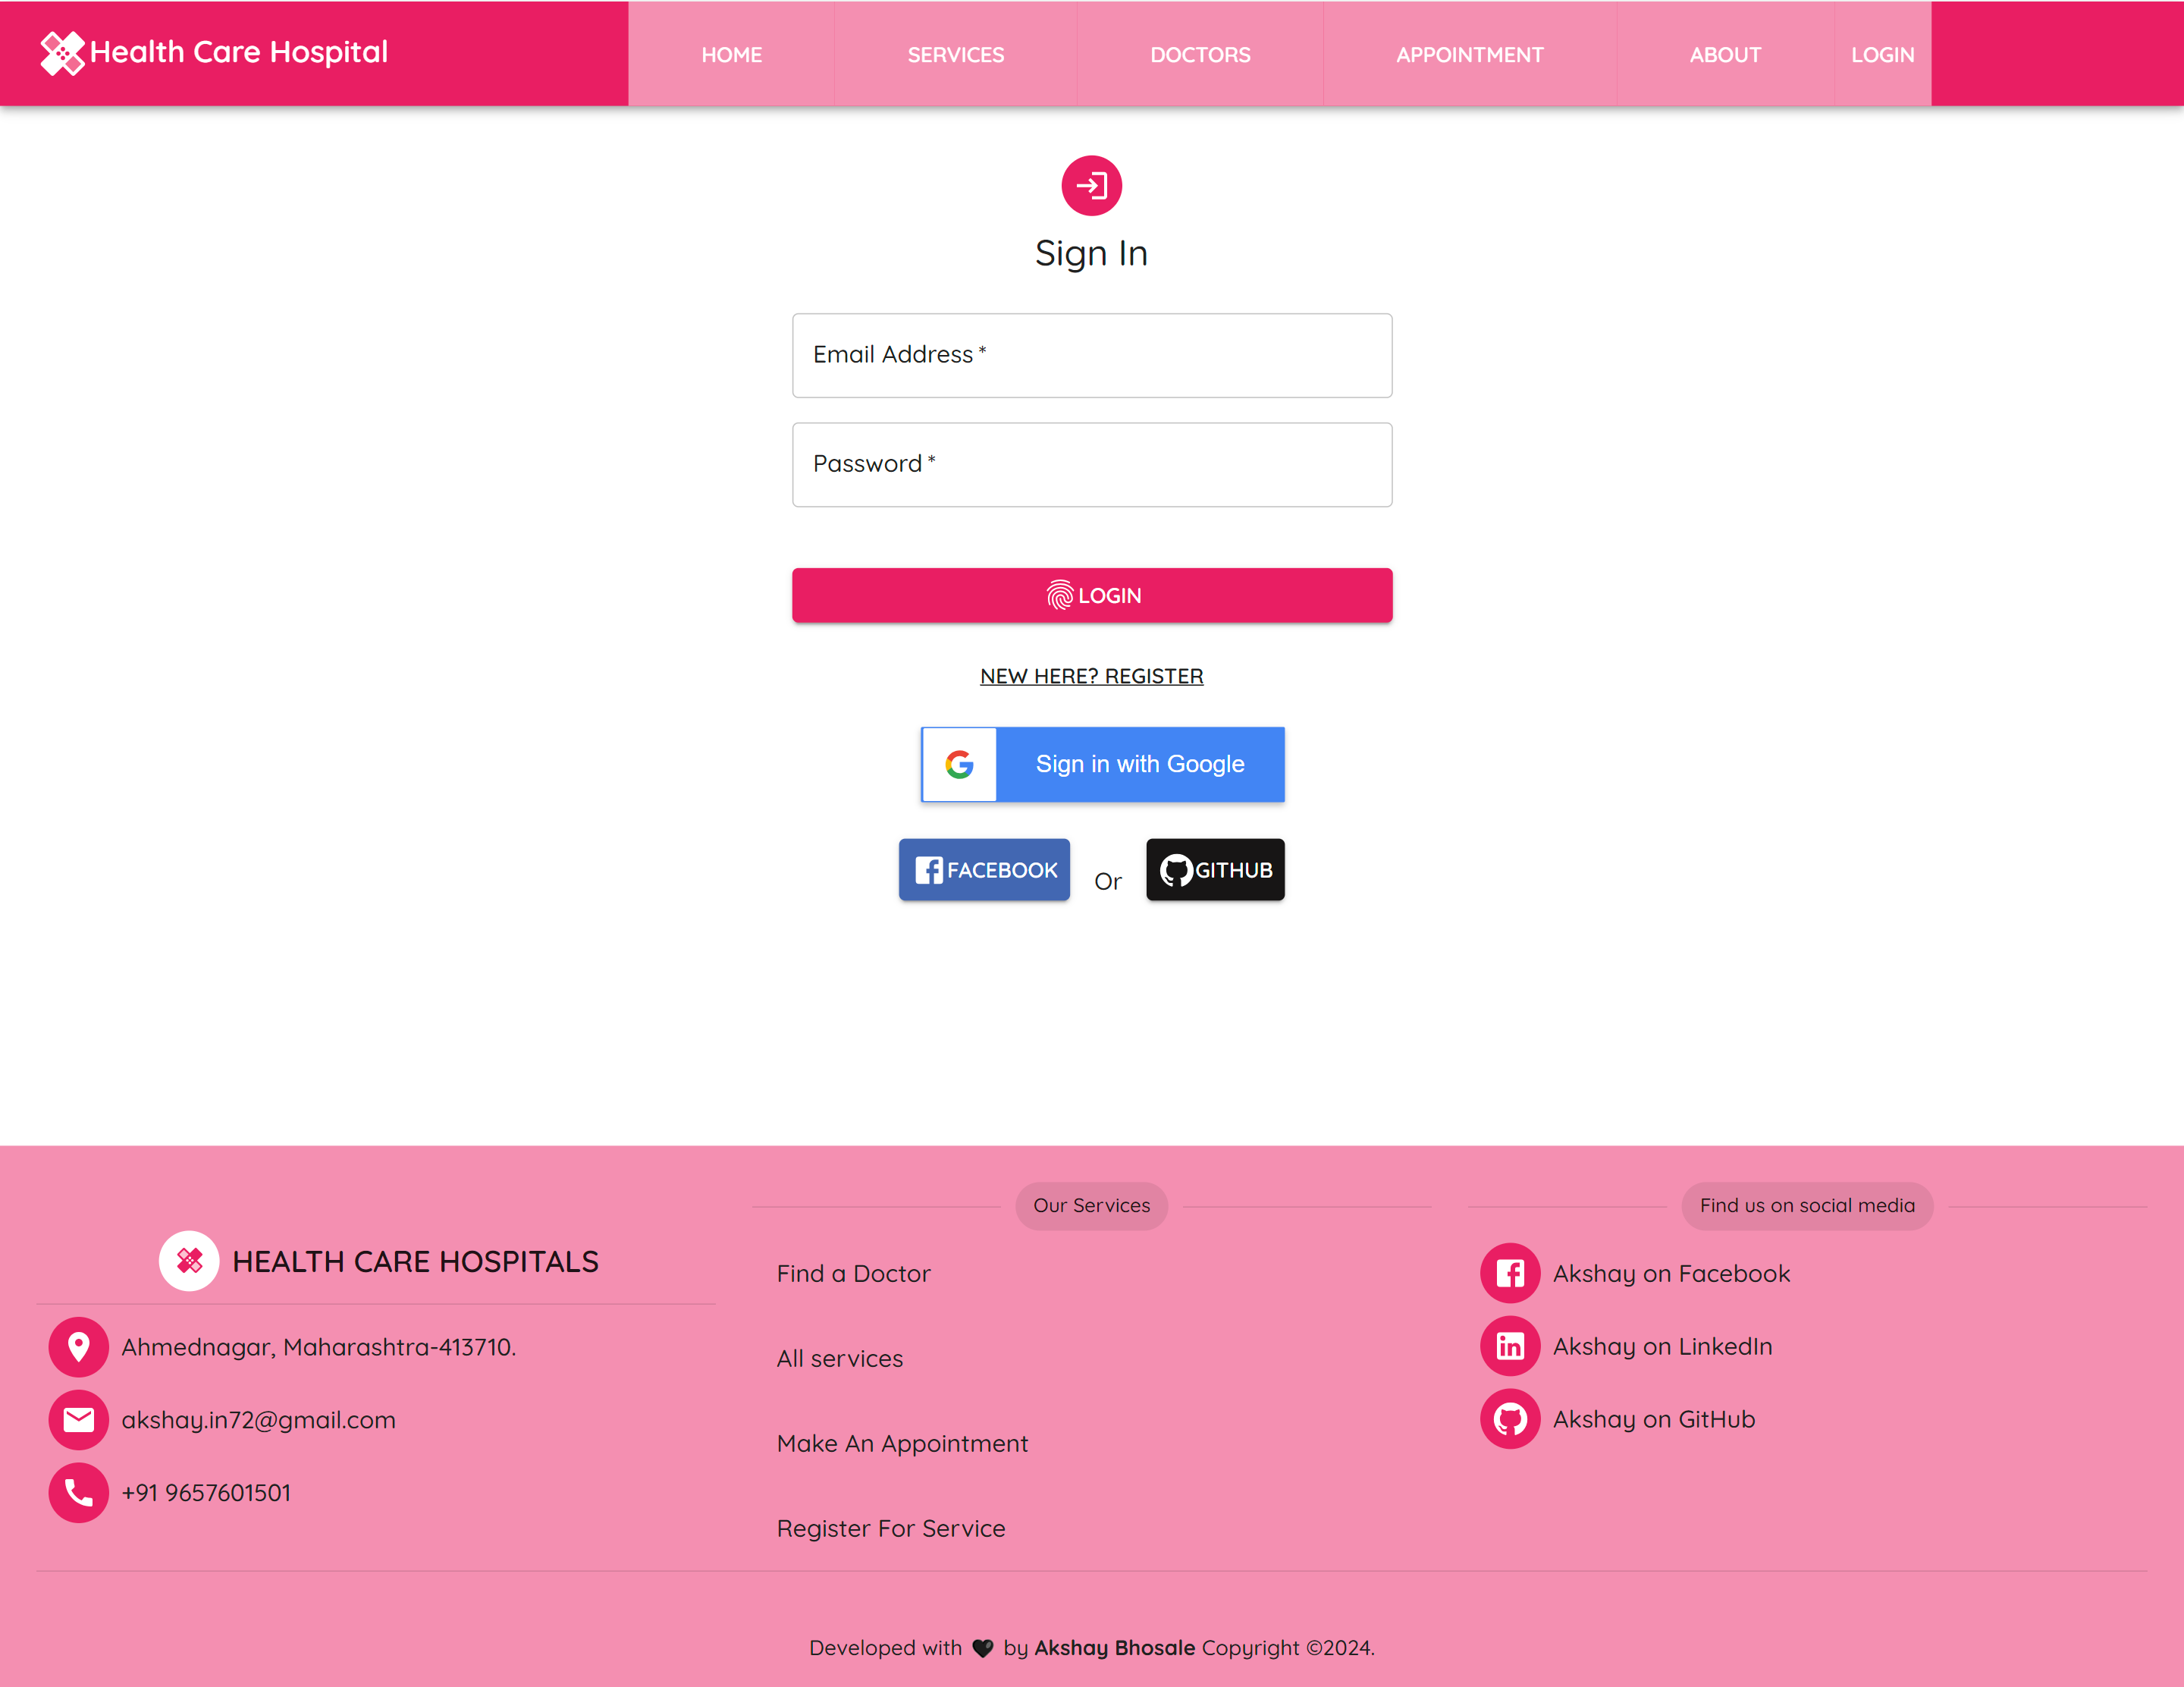 Health Care Hospital
HOME
SERVICES
DOCTORS
APPOINTMENT
ABOUT
LOGIN
Sign In
Email Address *
Password *
LOGIN
NEW HERE? REGISTER
Sign in with Google
FACEBOOK
Or
GITHUB
HEALTH CARE HOSPITALS
Ahmednagar, Maharashtra-413710.
akshay.in72@gmail.com
+91 9657601501
Our Services
Find a Doctor
All services
Make An Appointment
Register For Service
Find us on social media
Akshay on Facebook
Akshay on LinkedIn
Akshay on GitHub
Developed with 🖤 by Akshay Bhosale Copyright ©2024.